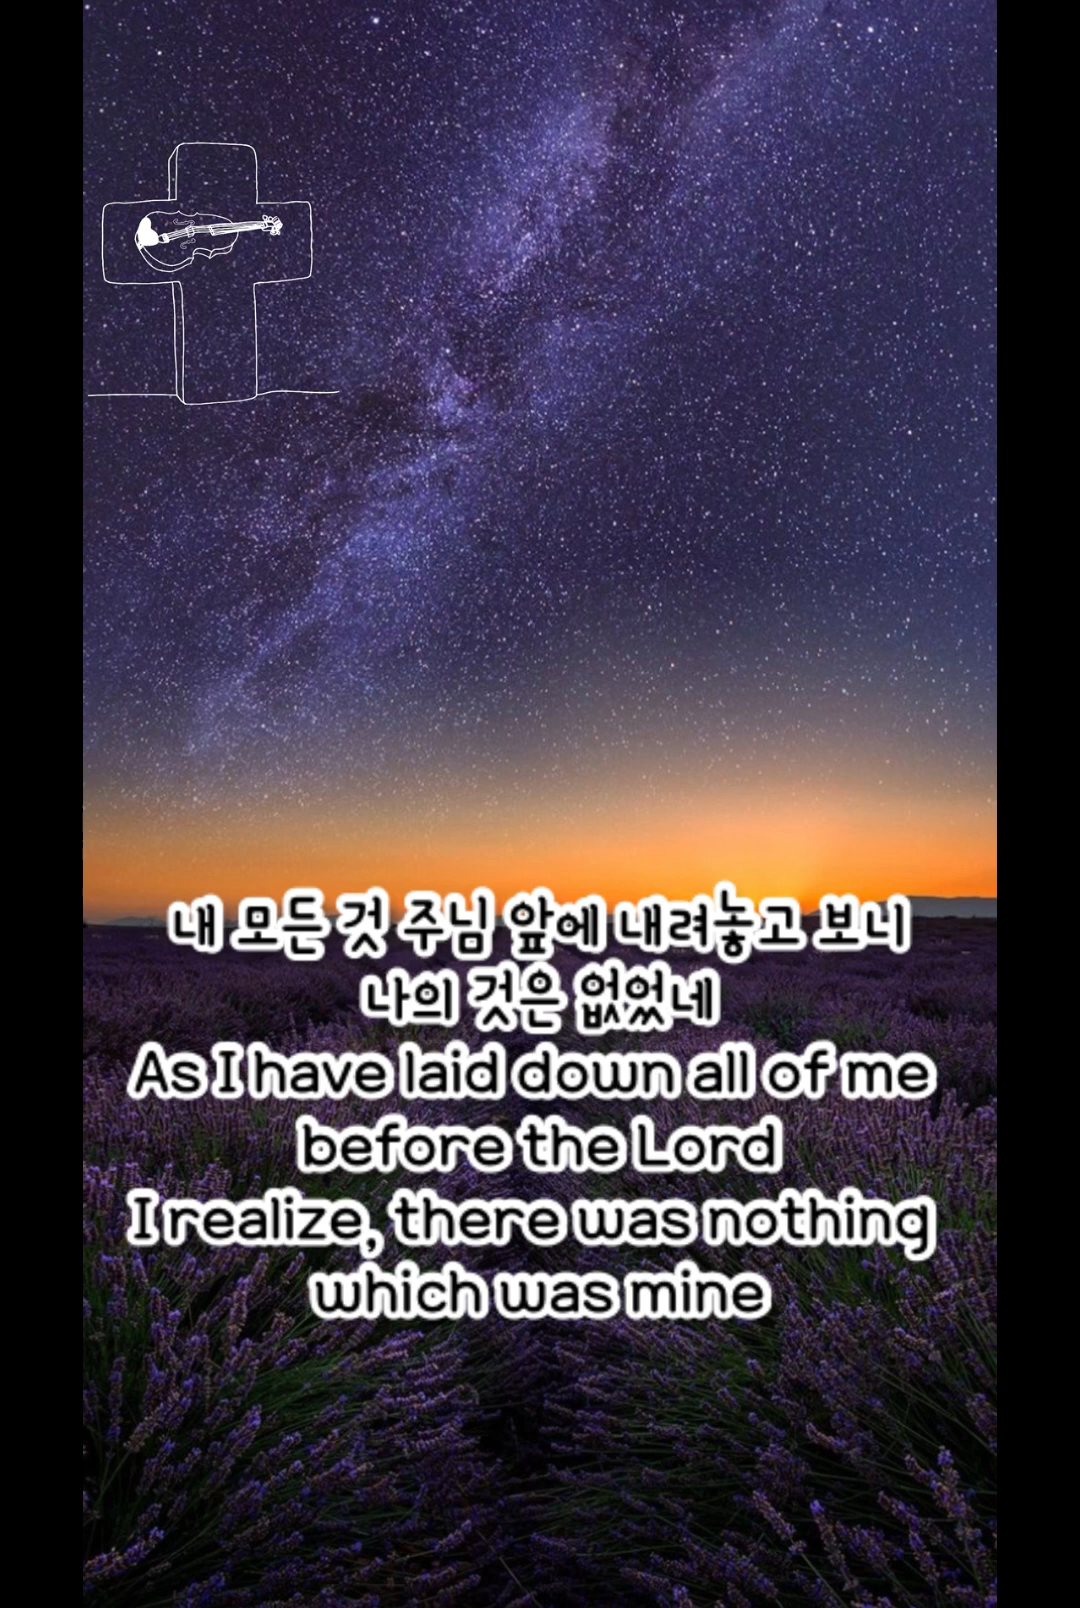 내 모든 것 주님 앞에 내려놓고 보니
나의 것은 없었네
As I have laid down all of me
before the Lord
I realize, there was nothing
which was mine